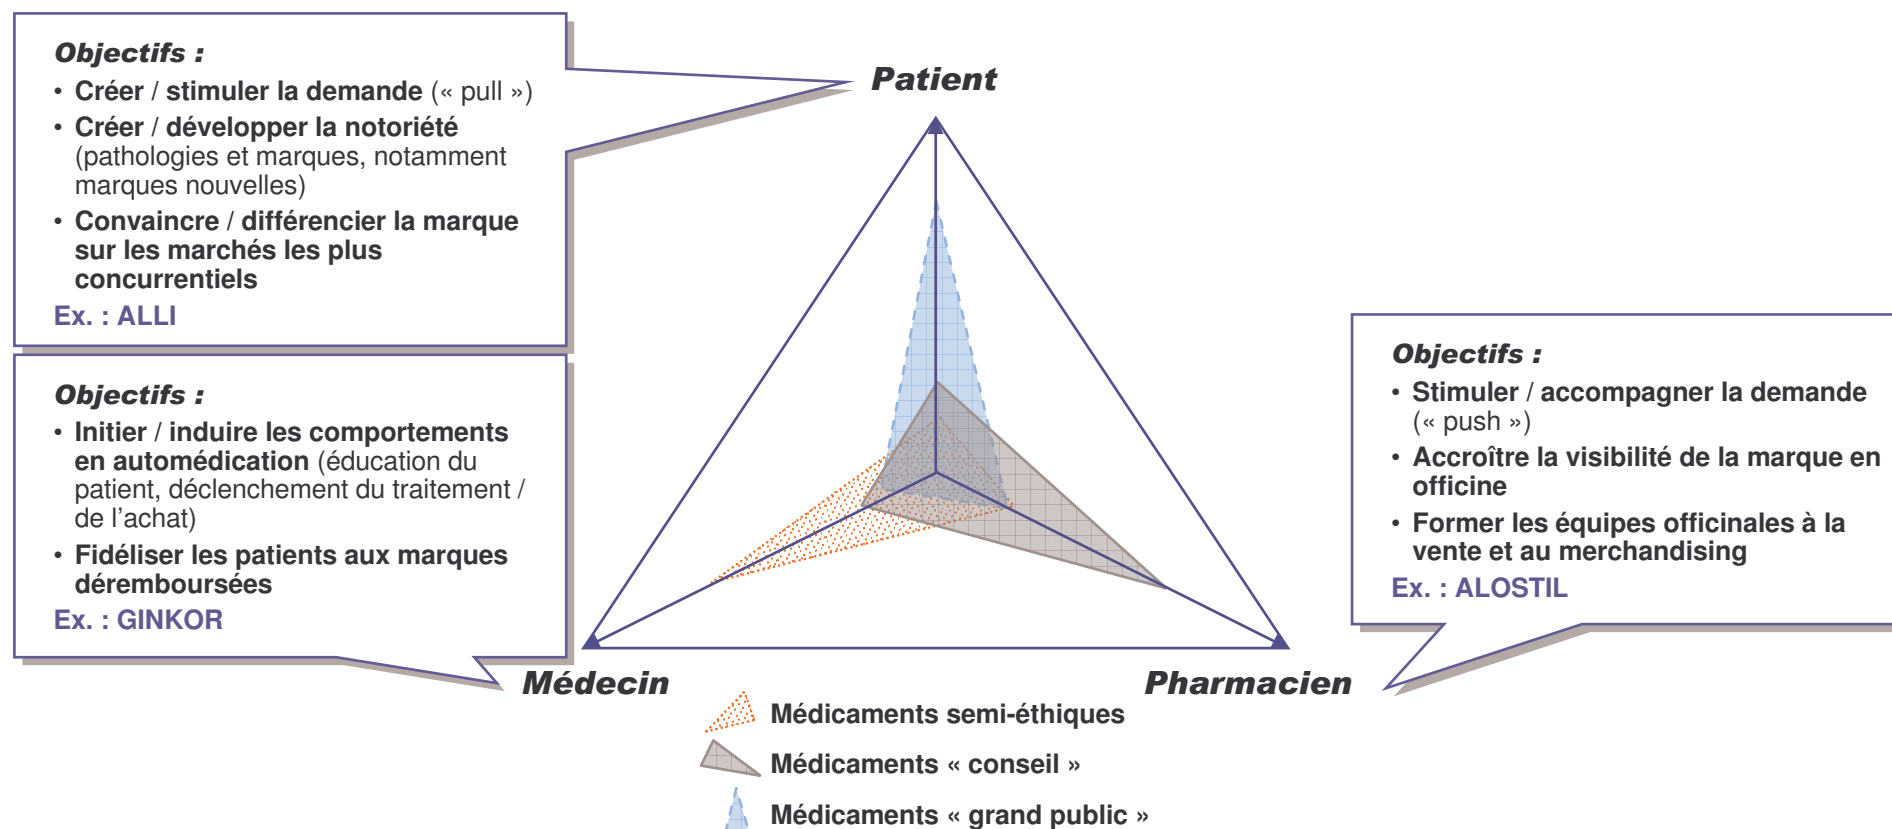 Objectifs :
• Créer / stimuler la demande (« pull »)
• Créer / développer la notoriété
(pathologies et marques, notamment
marques nouvelles)
• Convaincre / différencier la marque
sur les marchés les plus
concurrentiels
Ex. : ALLI
Patient
Objectifs :
• Initier / induire les comportements
en automédication (éducation du
patient, déclenchement du traitement /
de l’achat)
• Fidéliser les patients aux marques
déremboursées
Ex. : GINKOR
Objectifs :
• Stimuler / accompagner la demande
(« push »)
• Accroître la visibilité de la marque en
officine
• Former les équipes officinales à la
vente et au merchandising
Ex. : ALOSTIL
Médecin
Pharmacien
Médicaments semi-éthiques
Médicaments « conseil »
Médicaments « grand public »